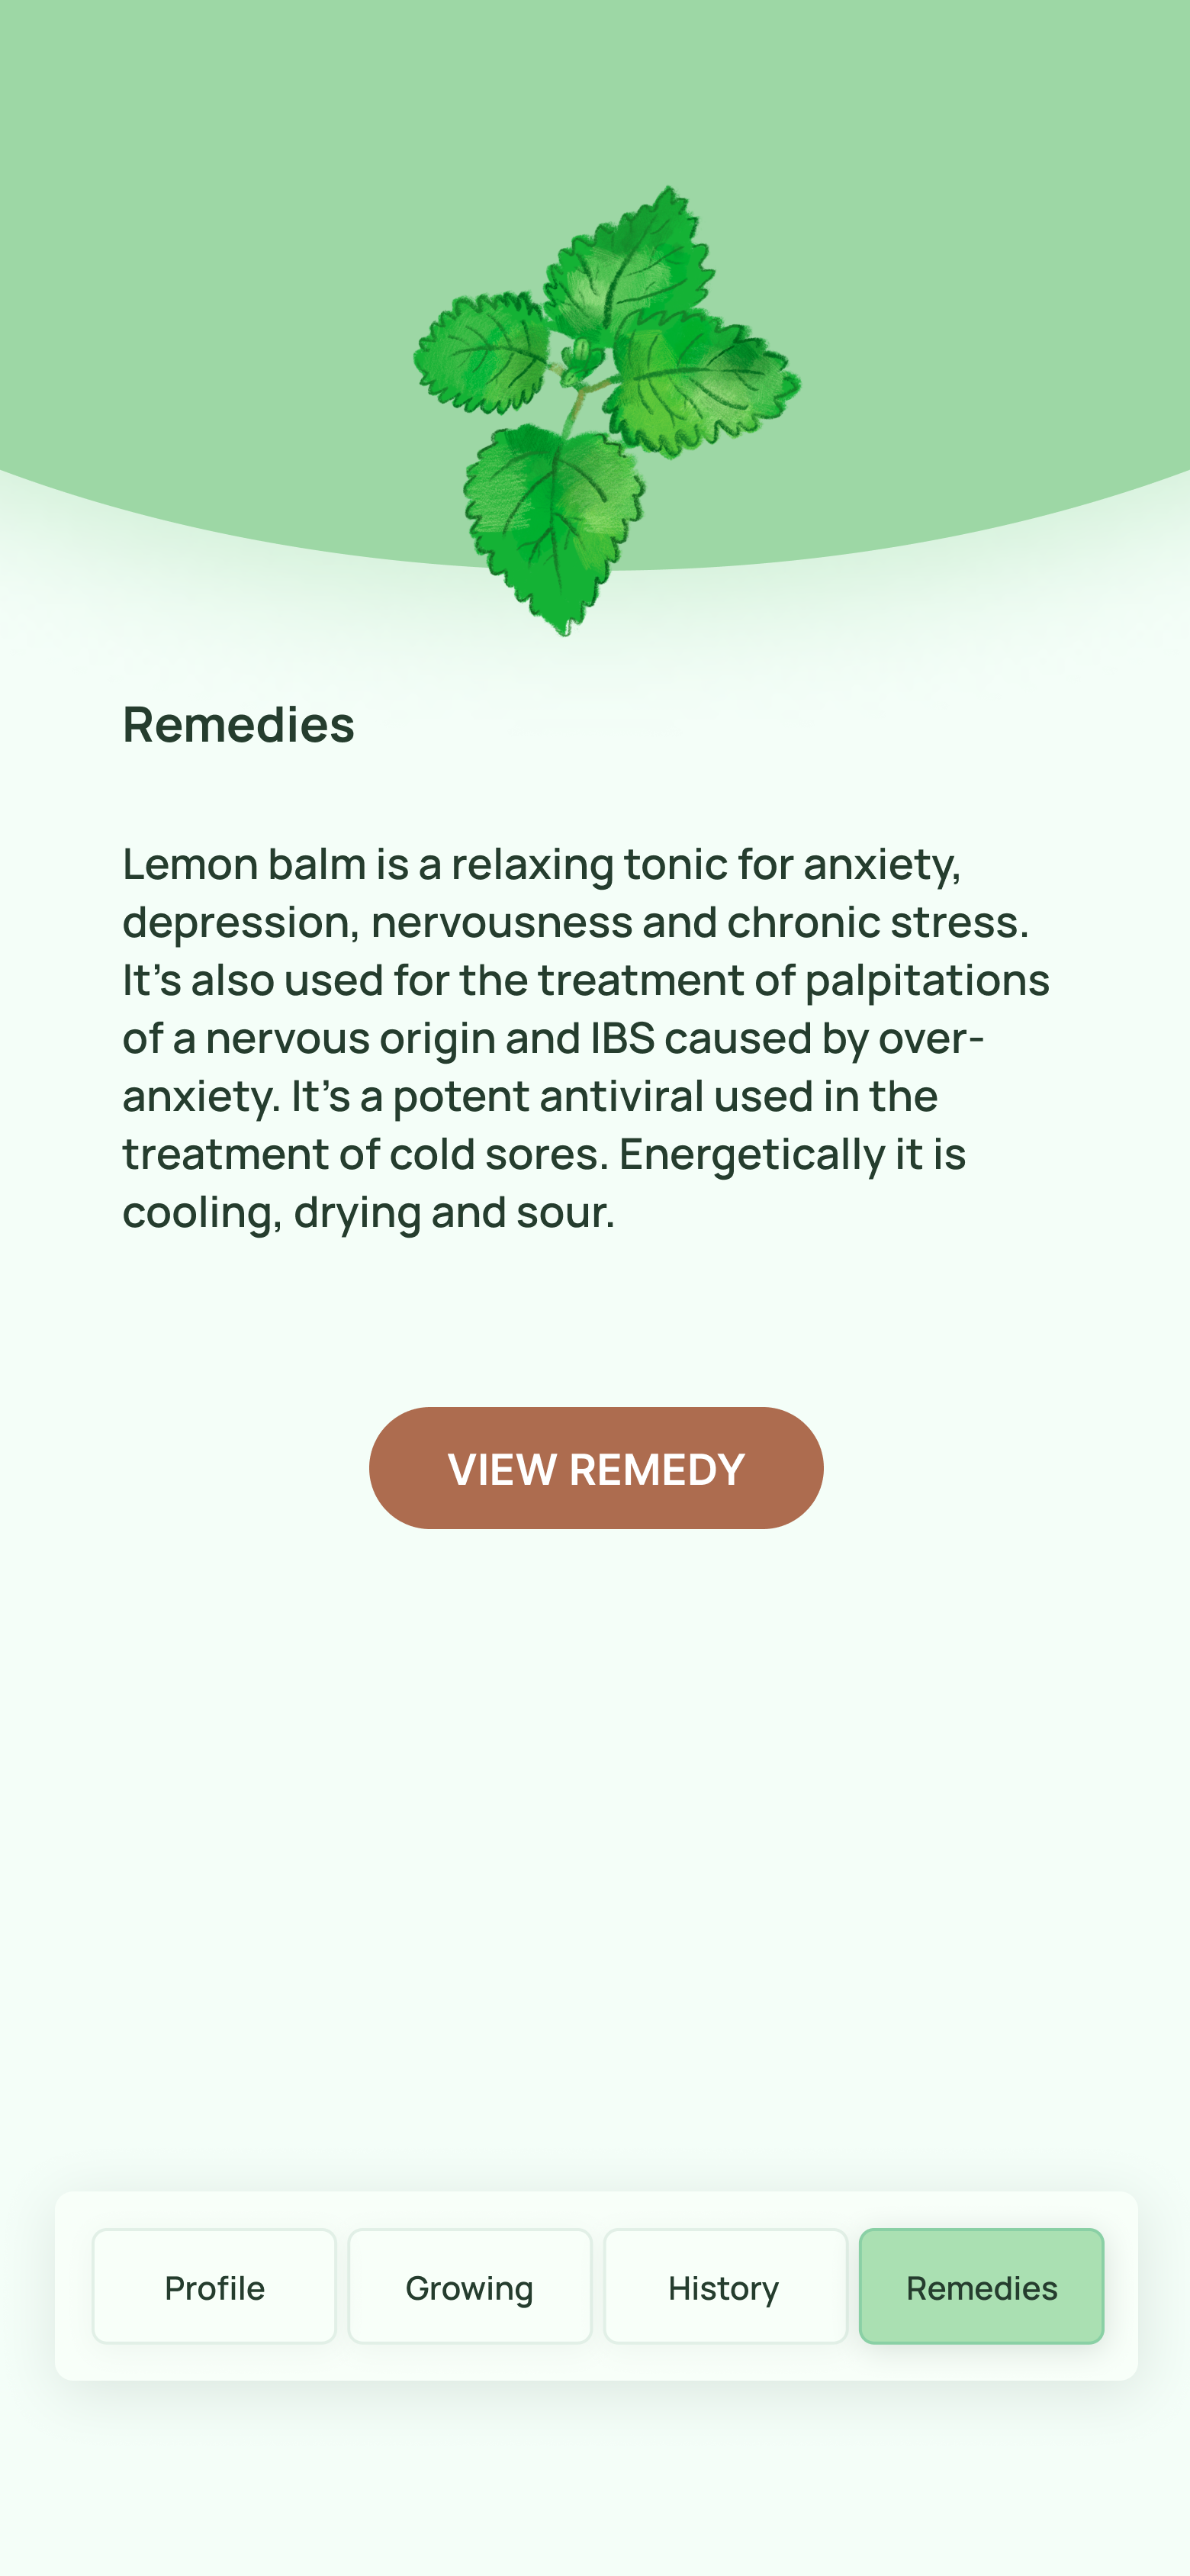 Remedies
Lemon balm is a relaxing tonic for anxiety,
depression, nervousness and chronic stress.
It's also used for the treatment of palpitations
of a nervous origin and IBS caused by over-
anxiety. It's a potent antiviral used in the
treatment of cold sores. Energetically it is
cooling, drying and sour.
VIEW REMEDY
Profile
Growing
History
Remedies